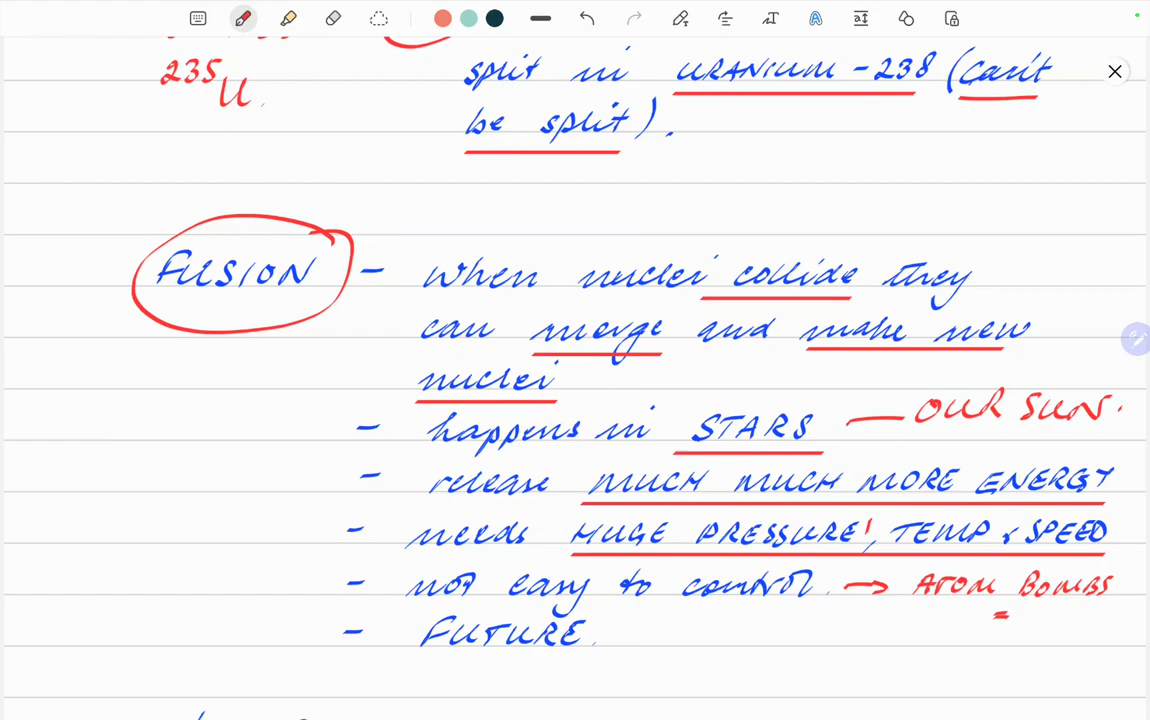 235U.
split in URANIUM - 238 (Can't
be split).
FUSION - when nuclei collide they
can merge and make new
nuclei
- happens in STARS — OUR SUN.
- release MUCH MUCH MORE ENERGY
- needs HUGE PRESSURE, TEMP & SPEED
- not easy to control. → ATOM BOMBS
- FUTURE.